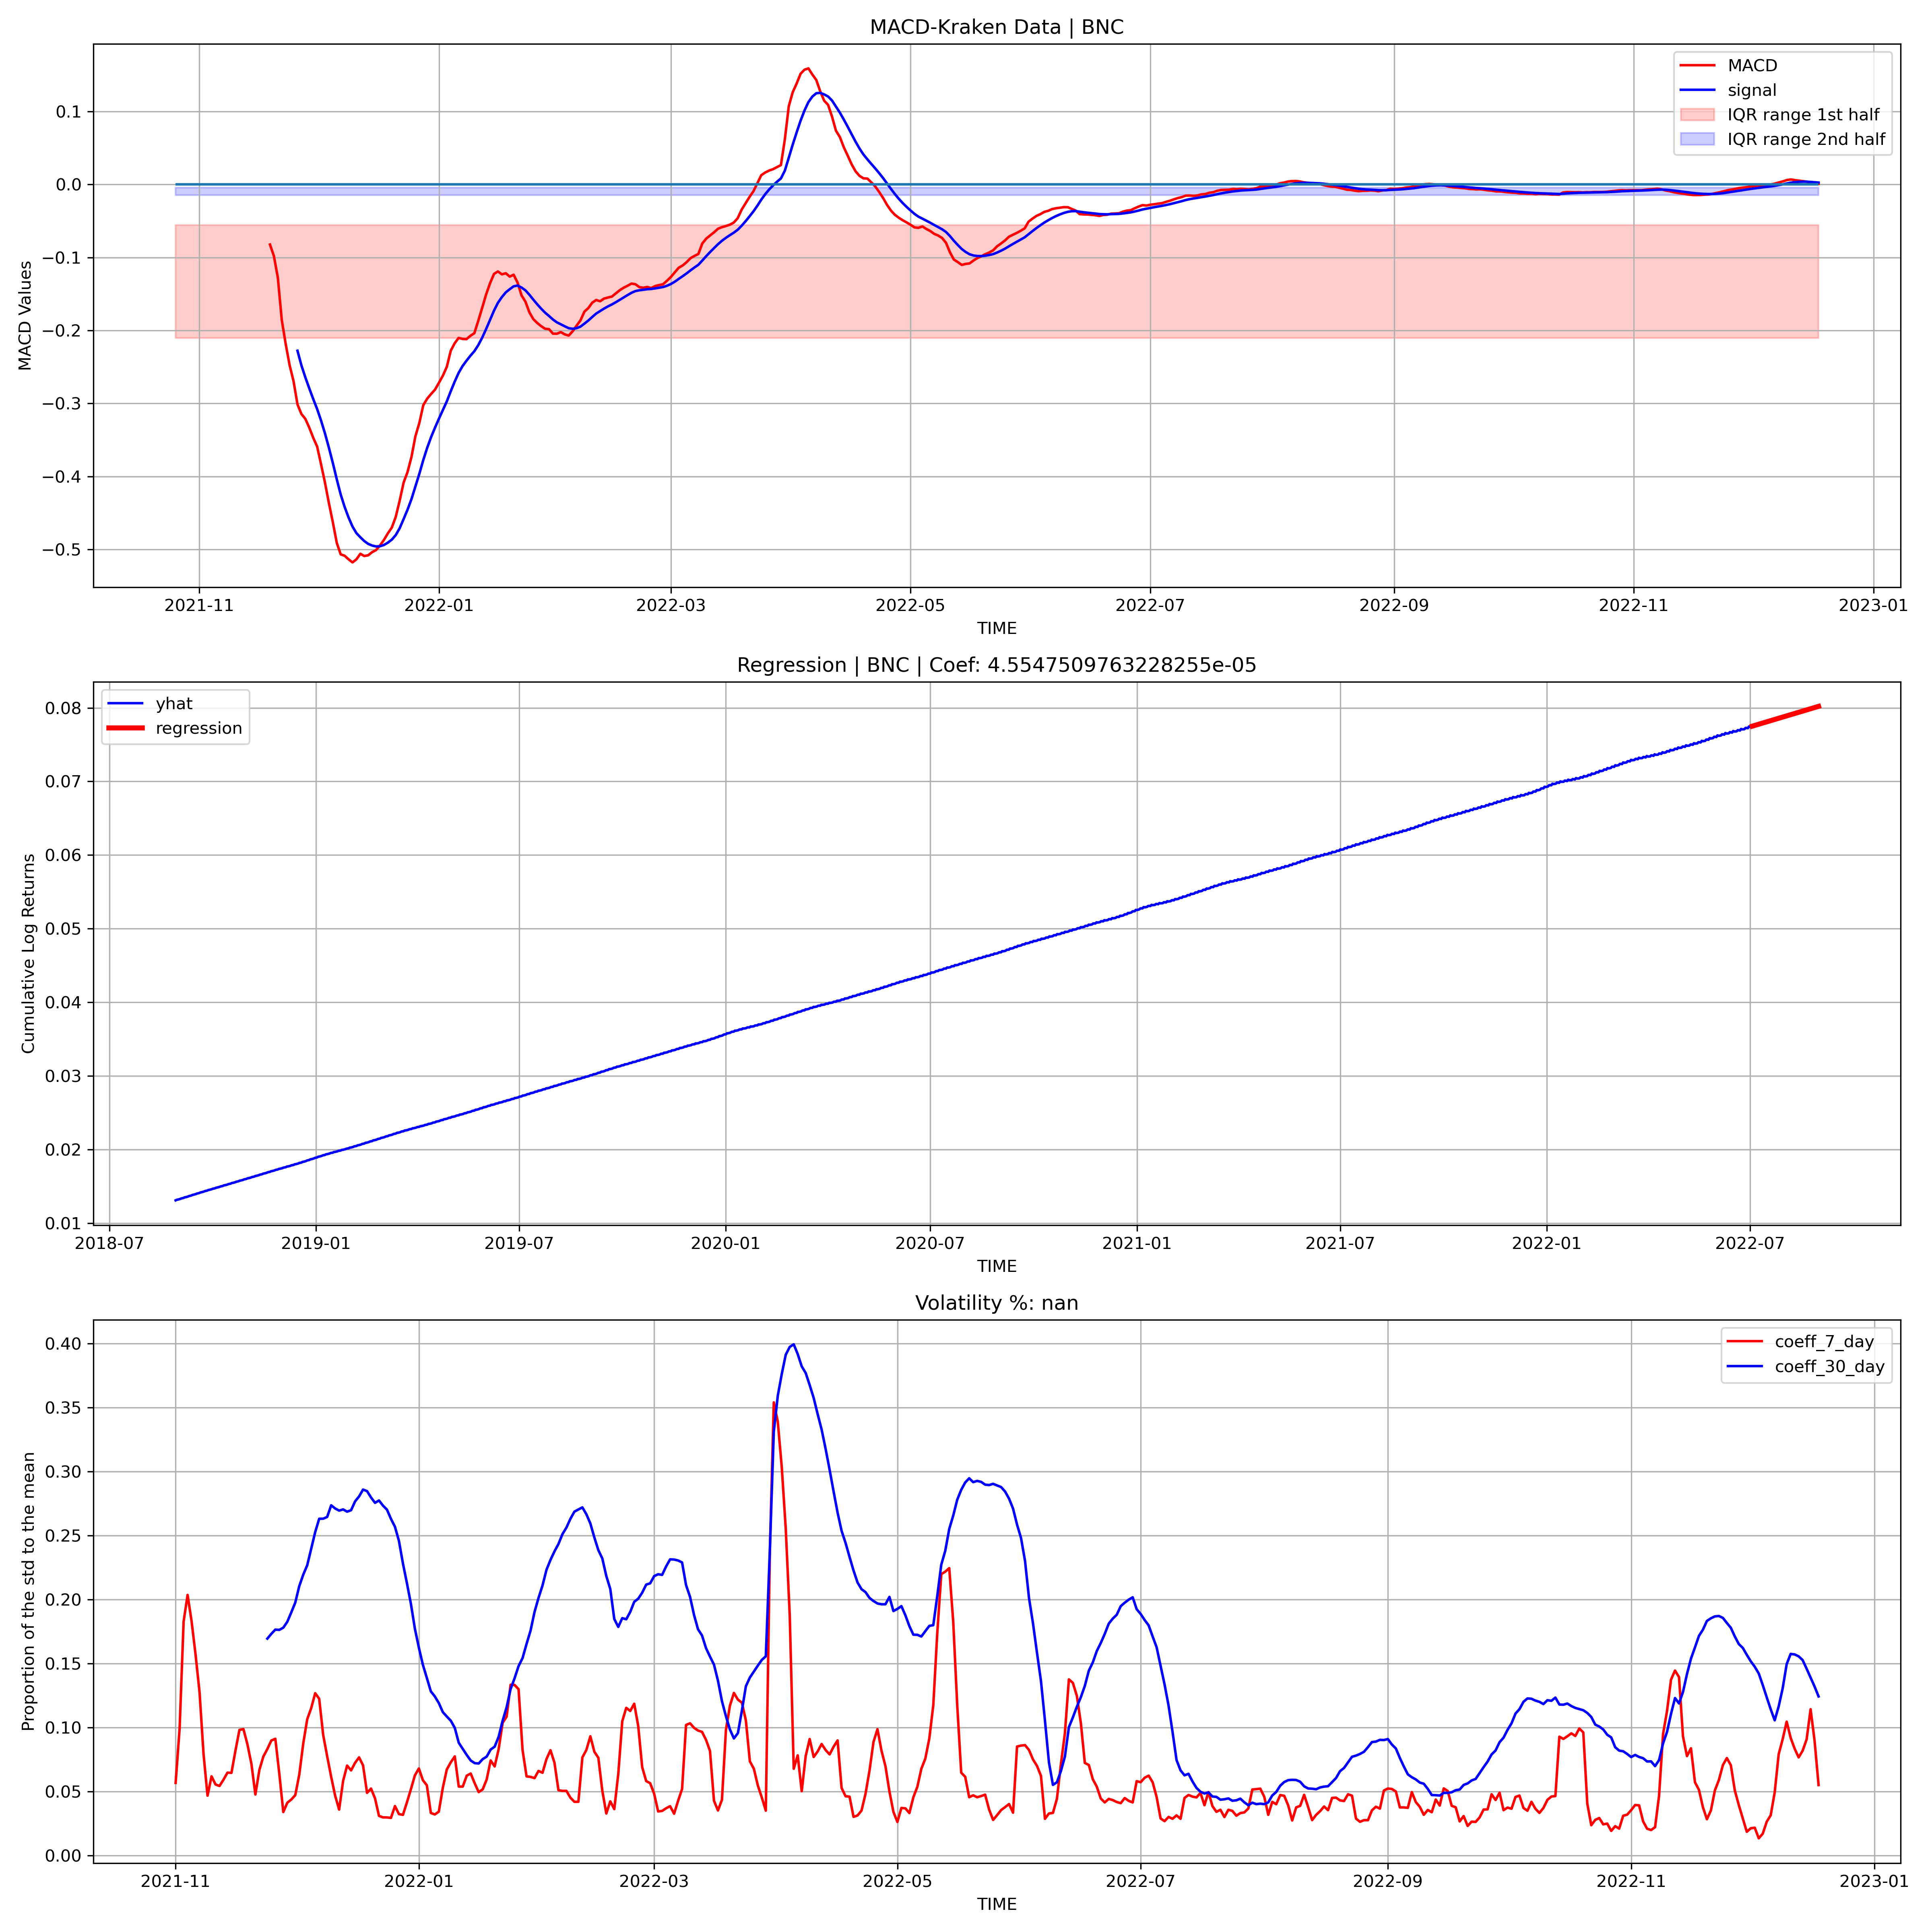 MACD-Kraken Data | BNC
MACD
signal
IQR range 1st half
IQR range 2nd half
0.1
0.0
−0.1
−0.2
−0.3
−0.4
−0.5
MACD Values
2021-11 2022-01 2022-03 2022-05 2022-07 2022-09 2022-11 2023-01
TIME
Regression | BNC | Coef: 4.5547509763228255e-05
yhat
regression
0.08
0.07
0.06
0.05
0.04
0.03
0.02
0.01
Cumulative Log Returns
2018-07 2019-01 2019-07 2020-01 2020-07 2021-01 2021-07 2022-01 2022-07
TIME
Volatility %: nan
coeff_7_day
coeff_30_day
0.40
0.35
0.30
0.25
0.20
0.15
0.10
0.05
0.00
Proportion of the std to the mean
2021-11 2022-01 2022-03 2022-05 2022-07 2022-09 2022-11 2023-01
TIME